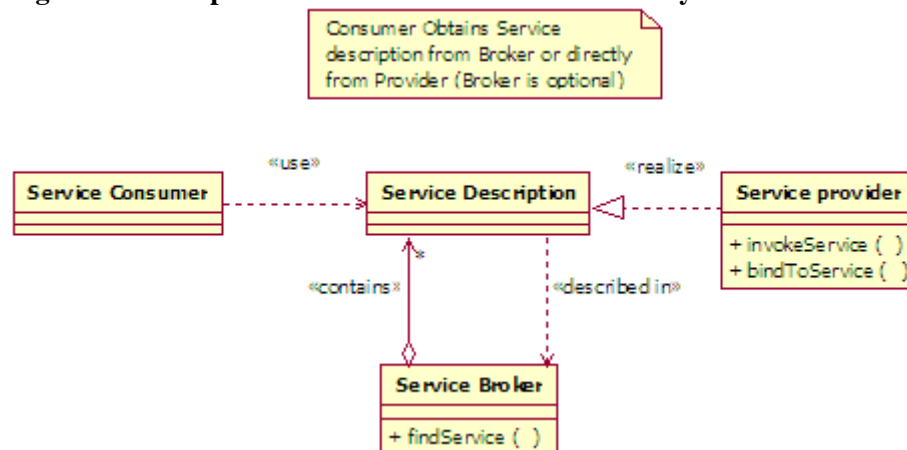 Consumer Obtains Service
description from Broker or directly
from Provider (Broker is optional)
«use»
«realize»
Service Consumer
Service Description
Service provider
+ invokeService ( )
+ bindToService ( )
*
«contains»
«described in»
Service Broker
+ findService ( )